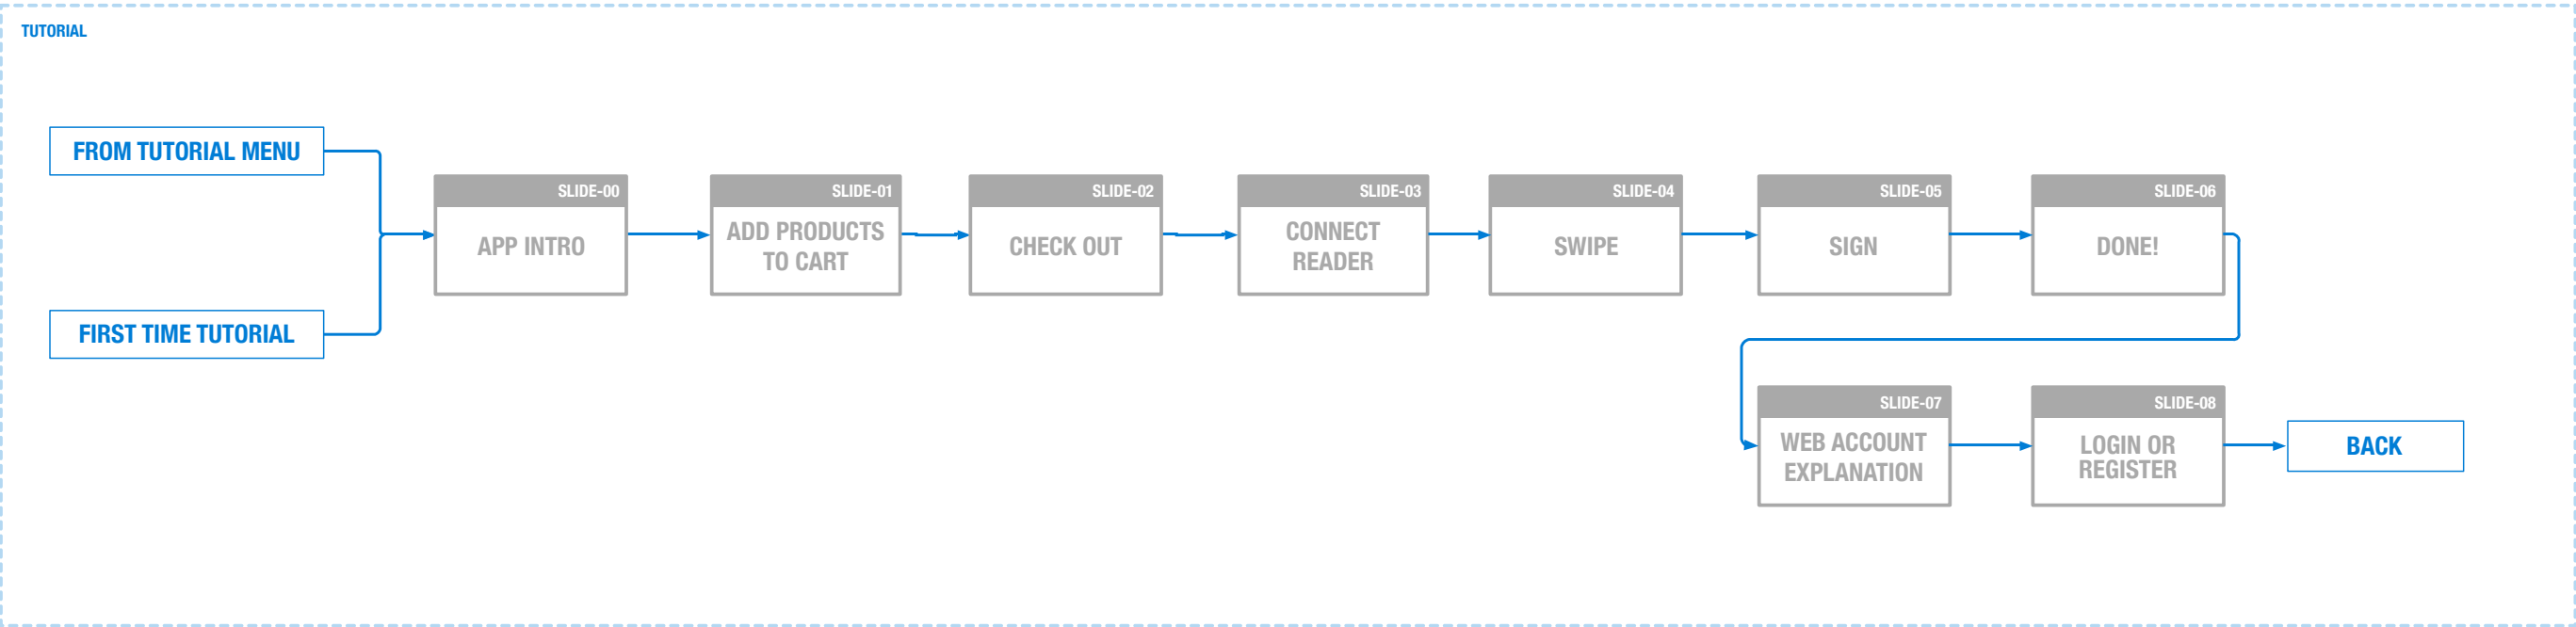 TUTORIAL
FROM TUTORIAL MENU
FIRST TIME TUTORIAL
SLIDE-00
APP INTRO
SLIDE-01
ADD PRODUCTS
TO CART
SLIDE-02
CHECK OUT
SLIDE-03
CONNECT
READER
SLIDE-04
SWIPE
SLIDE-05
SIGN
SLIDE-06
DONE!
SLIDE-07
WEB ACCOUNT
EXPLANATION
SLIDE-08
LOGIN OR
REGISTER
BACK